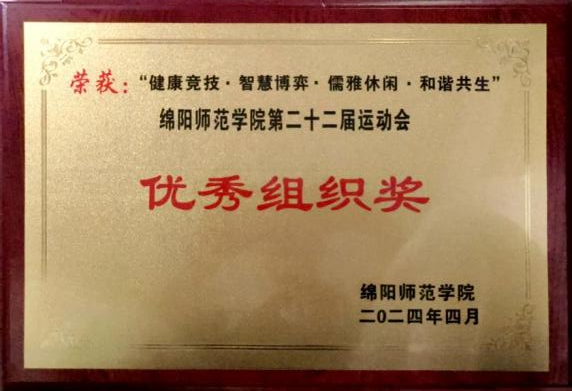 荣获：“健康竞技·智慧博弈·儒雅休闲·和谐共生”
绵阳师范学院第二十二届运动会
优秀组织奖
绵阳师范学院
二〇二四年四月